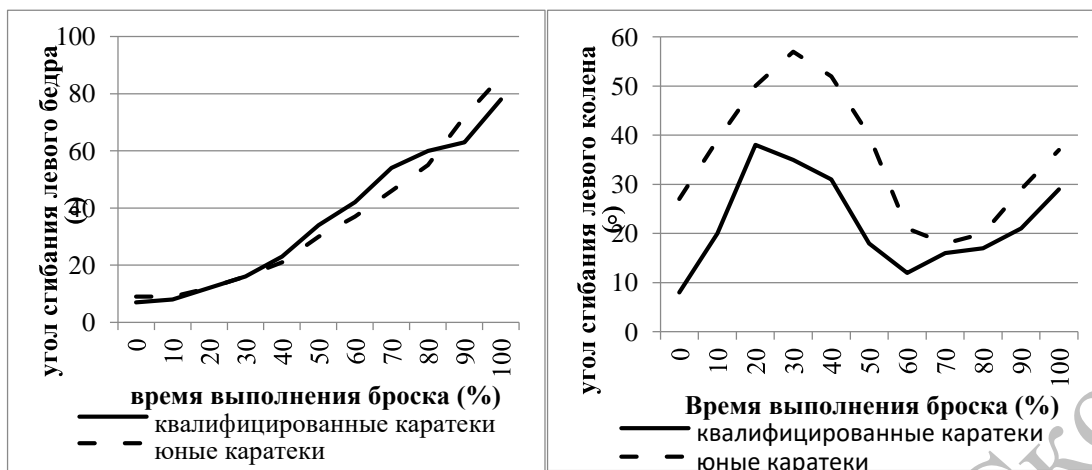 угол сгибания левого бедра
(°)
100
80
60
40
20
0
0 10 20 30 40 50 60 70 80 90 100
время выполнения броска (%)
квалифицированные каратеки
юные каратеки
угол сгибания левого колена
(°)
60
50
40
30
20
10
0
0 10 20 30 40 50 60 70 80 90 100
Время выполнения броска (%)
квалифицированные каратеки
юные каратеки